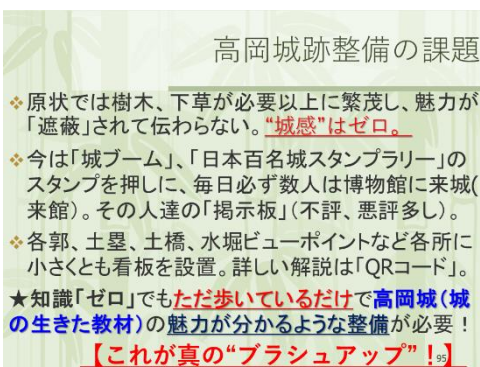 高岡城跡整備の課題
❖原状では樹木、下草が必要以上に繁茂し、魅力が
「遮蔽」されて伝わらない。“城感”はゼロ。
❖今は「城ブーム」、「日本百名城スタンプラリー」の
スタンプを押しに、毎日必ず数人は博物館に来城(
来館）。その人達の「掲示板」（不評、悪評多し）。
❖各郭、土塁、土橋、水堀ビューポイントなど各所に
小さくとも看板を設置。詳しい解説は「QRコード」。
★知識「ゼロ」でもただ歩いているだけで高岡城（城
の生きた教材）の魅力が分かるような整備が必要！
【これが真の“ブラシュアップ”！】
95